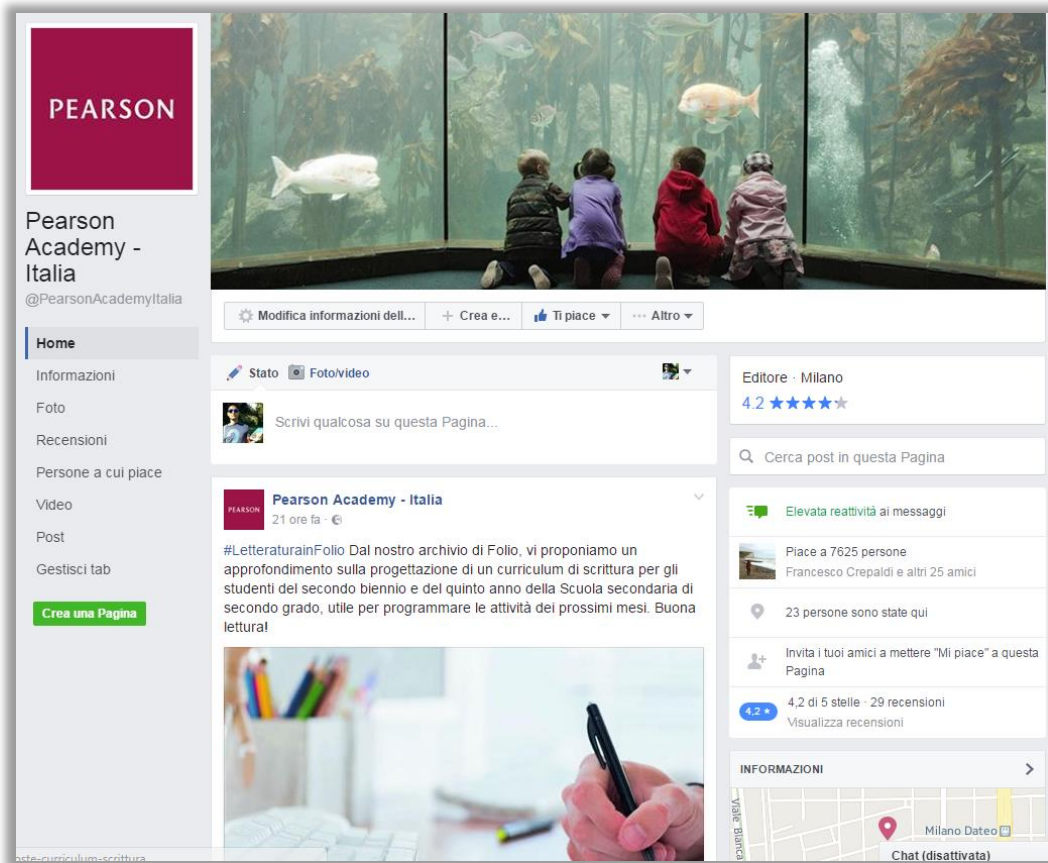 PEARSON
Pearson
Academy -
Italia
@PearsonAcademyItalia
Home
Informazioni
Foto
Recensioni
Persone a cui piace
Video
Post
Gestisci tab
Crea una Pagina
Modifica informazioni dell...
Crea e...
Ti piace
Altro
Stato
Foto/video
Scrivi qualcosa su questa Pagina...
PEARSON
Pearson Academy - Italia
21 ore fa ·
#LetteraturainFolio Dal nostro archivio di Folio, vi proponiamo un
approfondimento sulla progettazione di un curriculum di scrittura per gli
studenti del secondo biennio e del quinto anno della Scuola secondaria di
secondo grado, utile per programmare le attività dei prossimi mesi. Buona
lettura!
Editore · Milano
4.2
Cerca post in questa Pagina
Elevata reattività ai messaggi
Piace a 7625 persone
Francesco Crepaldi e altri 25 amici
23 persone sono state qui
Invita i tuoi amici a mettere "Mi piace" a questa
Pagina
4,2
4,2 di 5 stelle · 29 recensioni
Visualizza recensioni
INFORMAZIONI
Viale Bianca
Milano Dateo
Chat (disattivata)